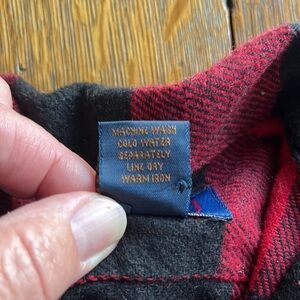 MACHINE WASH
COLD WATER
SEPARATELY
LINE DRY
WARM IRON